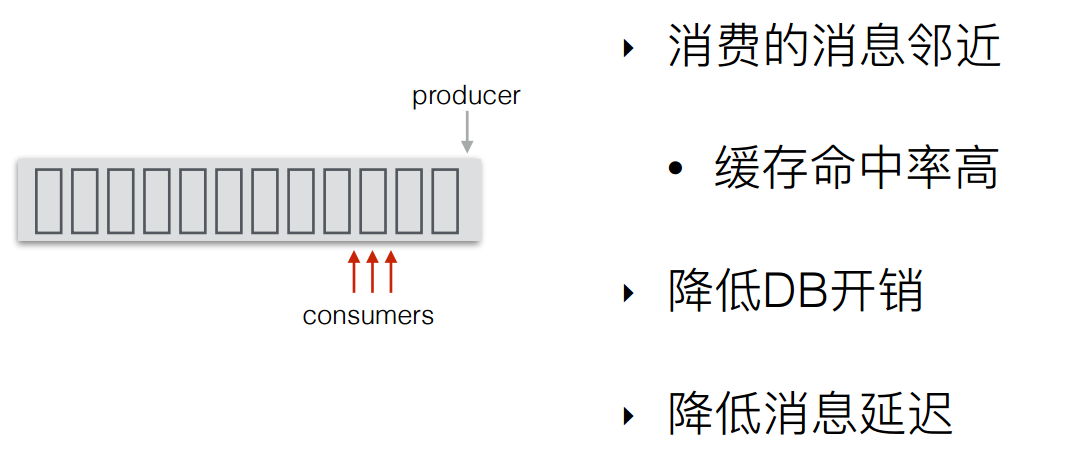 producer
consumers
‣ 消费的消息邻近
• 缓存命中率高
‣ 降低DB开销
‣ 降低消息延迟